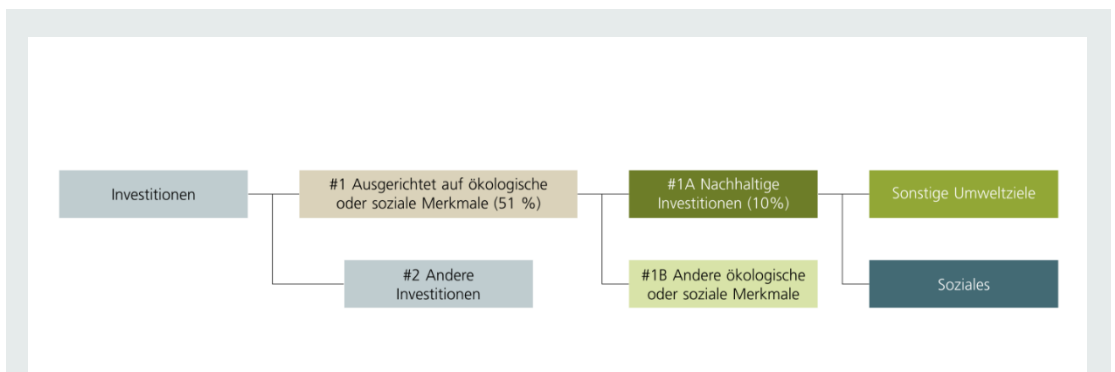 Investitionen
#1 Ausgerichtet auf ökologische
oder soziale Merkmale (51 %)
#1A Nachhaltige
Investitionen (10%)
Sonstige Umweltziele
#2 Andere
Investitionen
#1B Andere ökologische
oder soziale Merkmale
Soziales